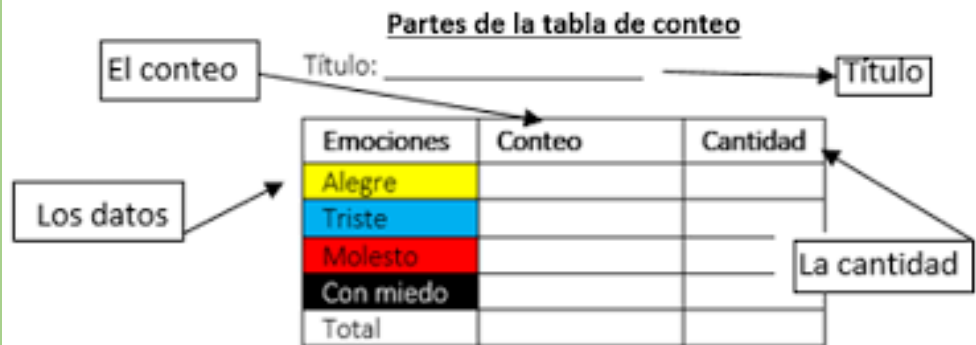 Partes de la tabla de conteo
El conteo
Título: ____________________
Título
Emociones Conteo Cantidad
Alegre
Los datos
Triste
Molesto
La cantidad
Con miedo
Total